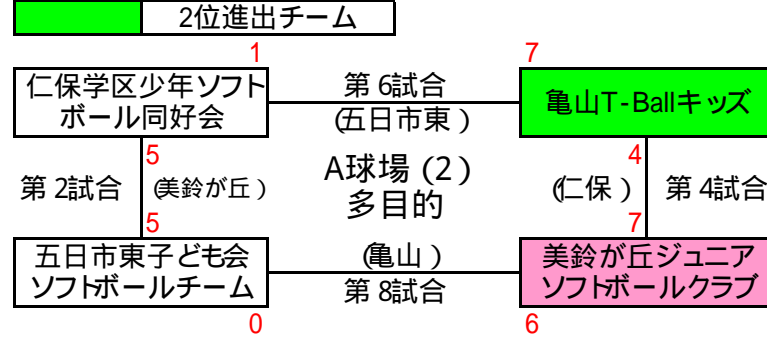 2位進出チーム
1
7
仁保学区少年ソフト
ボール同好会
第6試合
(五日市東)
亀山T-Ballキッズ
5
4
第2試合
(美鈴が丘)
A球場(2)
多目的
(仁保)
第4試合
5
7
五日市東子ども会
ソフトボールチーム
(亀山)
第8試合
美鈴が丘ジュニア
ソフトボールクラブ
0
6